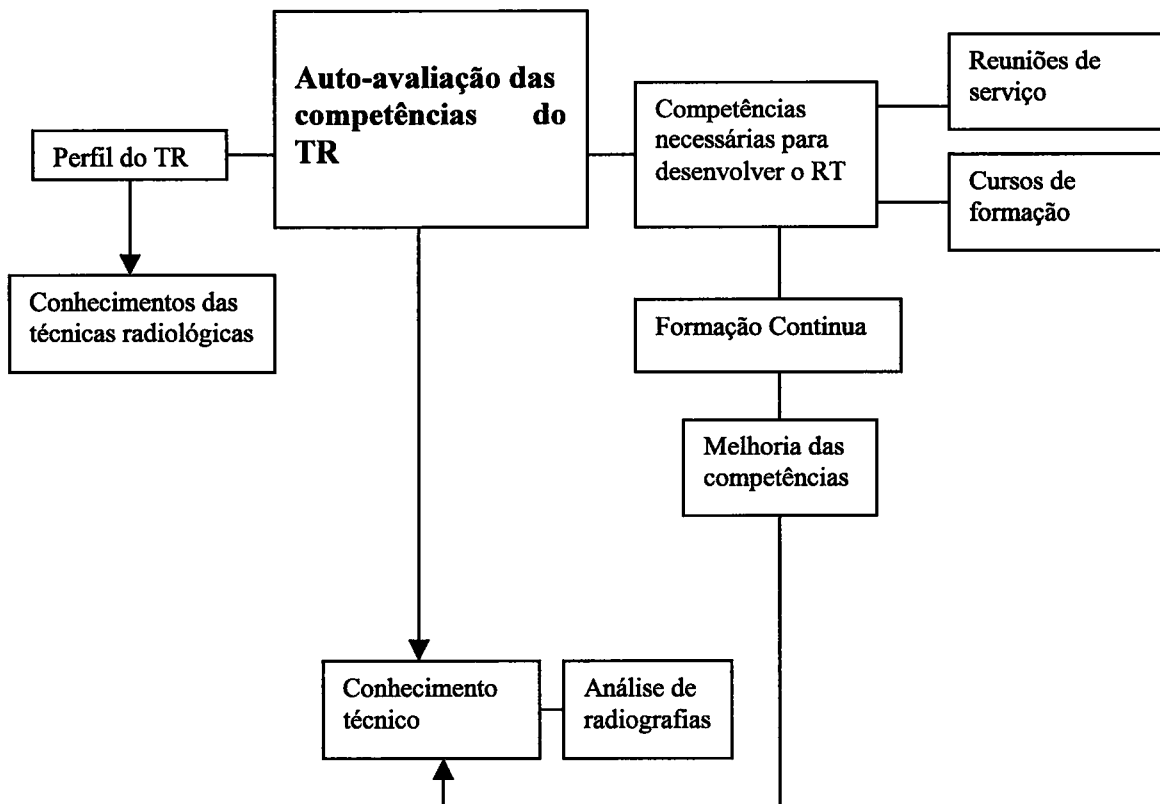 Auto-avaliação das
competências do
TR
Perfil do TR
Conhecimentos das
técnicas radiológicas
Competências
necessárias para
desenvolver o RT
Reuniões de
serviço
Cursos de
formação
Formação Continua
Melhoria das
competências
Conhecimento
técnico
Análise de
radiografias